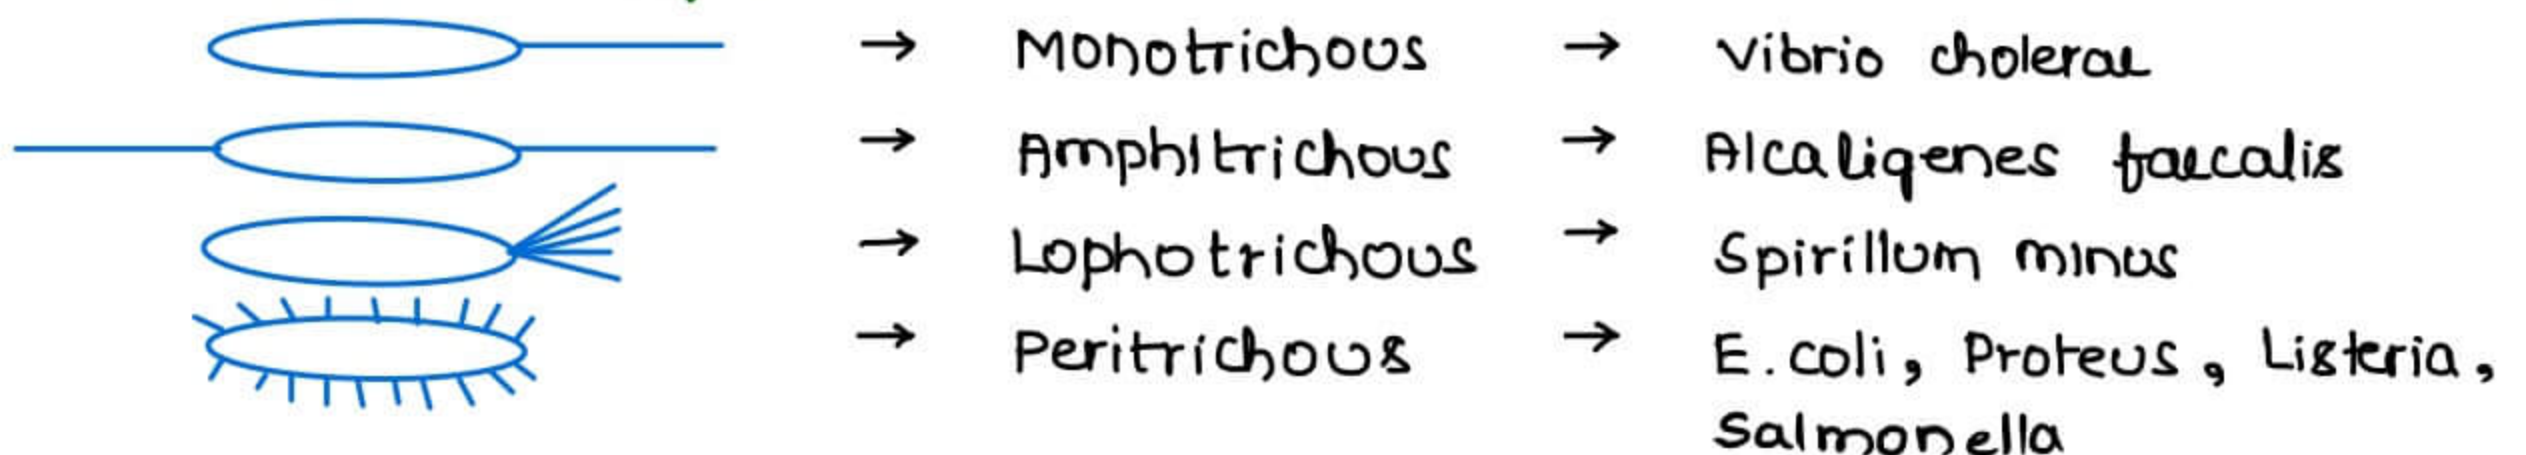 → Monotrichous → Vibrio cholerae
→ Amphitrichous → Alcaligenes faecalis
→ Lophotrichous → Spirillum minus
→ Peritrichous → E.coli, Proteus, Listeria,
Salmonella